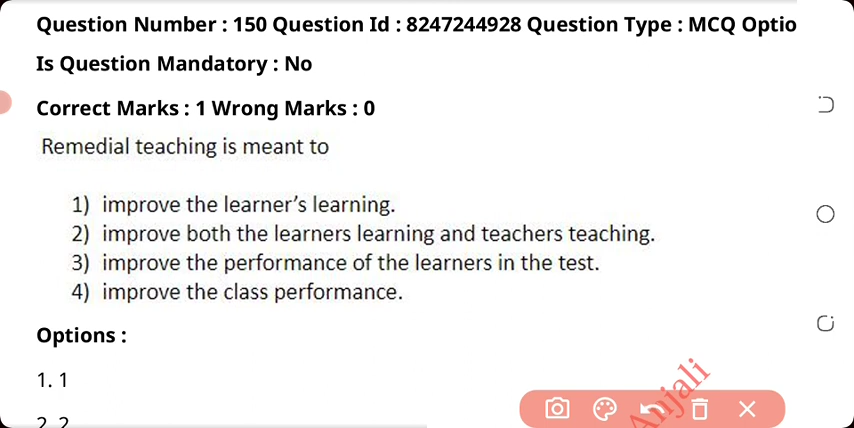 Question Number : 150 Question Id : 8247244928 Question Type : MCQ Optio
Is Question Mandatory : No
Correct Marks : 1 Wrong Marks : 0
Remedial teaching is meant to
1) improve the learner's learning.
2) improve both the learners learning and teachers teaching.
3) improve the performance of the learners in the test.
4) improve the class performance.
Options :
1. 1
2. 2
Anjali